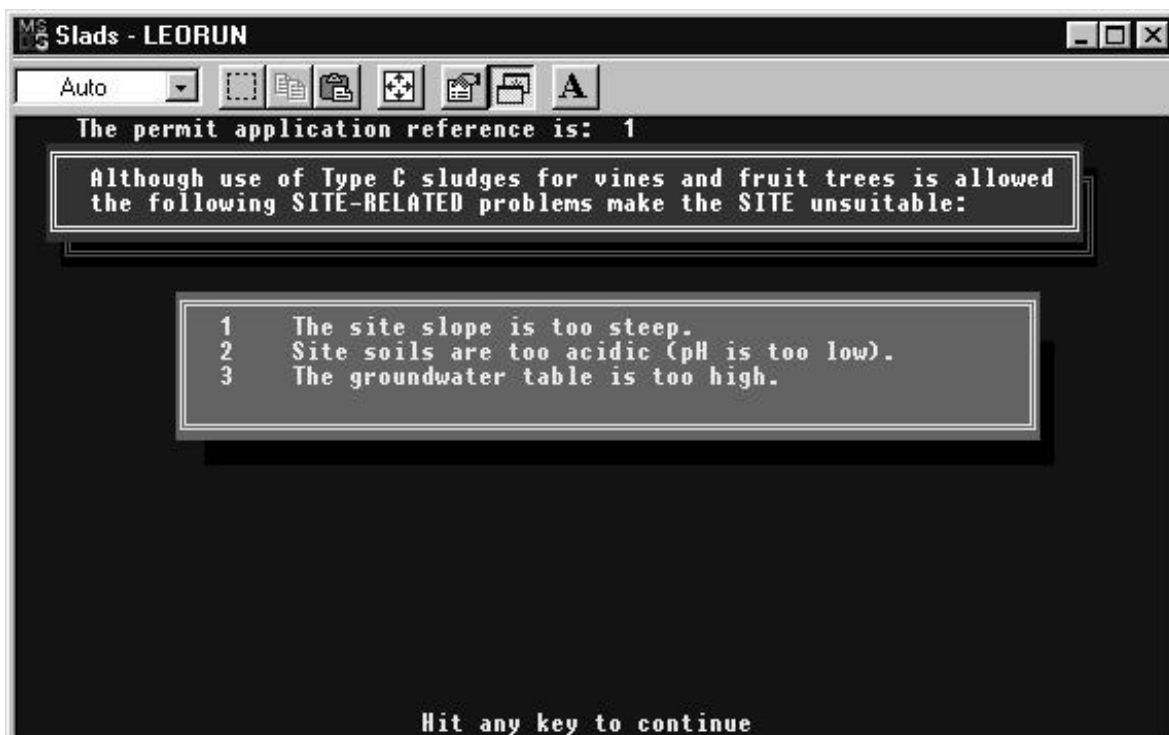 Slads - LEORUN
Auto
A
The permit application reference is: 1
Although use of Type C sludges for vines and fruit trees is allowed
the following SITE-RELATED problems make the SITE unsuitable:
1 The site slope is too steep.
2 Site soils are too acidic (pH is too low).
3 The groundwater table is too high.
Hit any key to continue